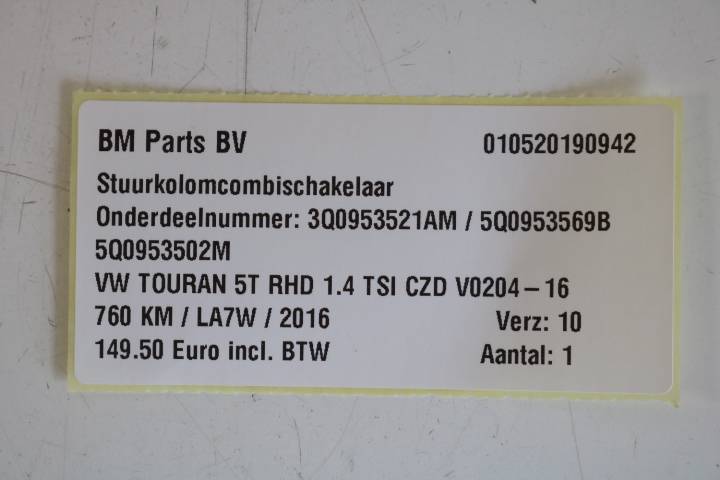 BM Parts BV 010520190942
Stuurkolomcombischakelaar
Onderdeelnummer: 3Q0953521AM / 5Q0953569B
5Q0953502M
VW TOURAN 5T RHD 1.4 TSI CZD V0204-16
760 KM / LA7W / 2016 Verz: 10
149.50 Euro incl. BTW Aantal: 1